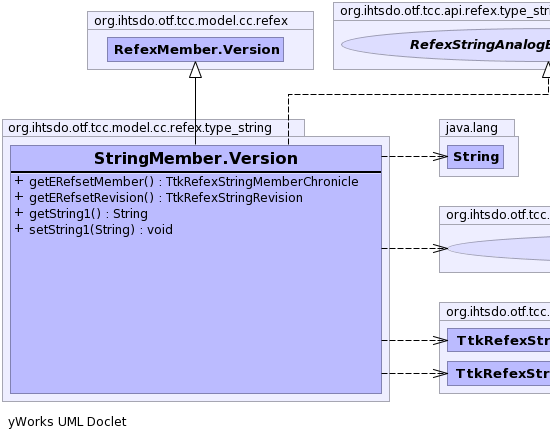 org.ihtsdo.otf.tcc.model.cc.refex
RefexMember.Version
org.ihtsdo.otf.tcc.api.refex.type_str
RefexStringAnalog
org.ihtsdo.otf.tcc.model.cc.refex.type_string
StringMember.Version
+ getERefsetMember() : TtkRefexStringMemberChronicle
+ getERefsetRevision() : TtkRefexStringRevision
+ getString1() : String
+ setString1(String) : void
java.lang
String
org.ihtsdo.otf.tcc.
org.ihtsdo.otf.tcc.
TtkRefexStr
TtkRefexStr
yWorks UML Doclet